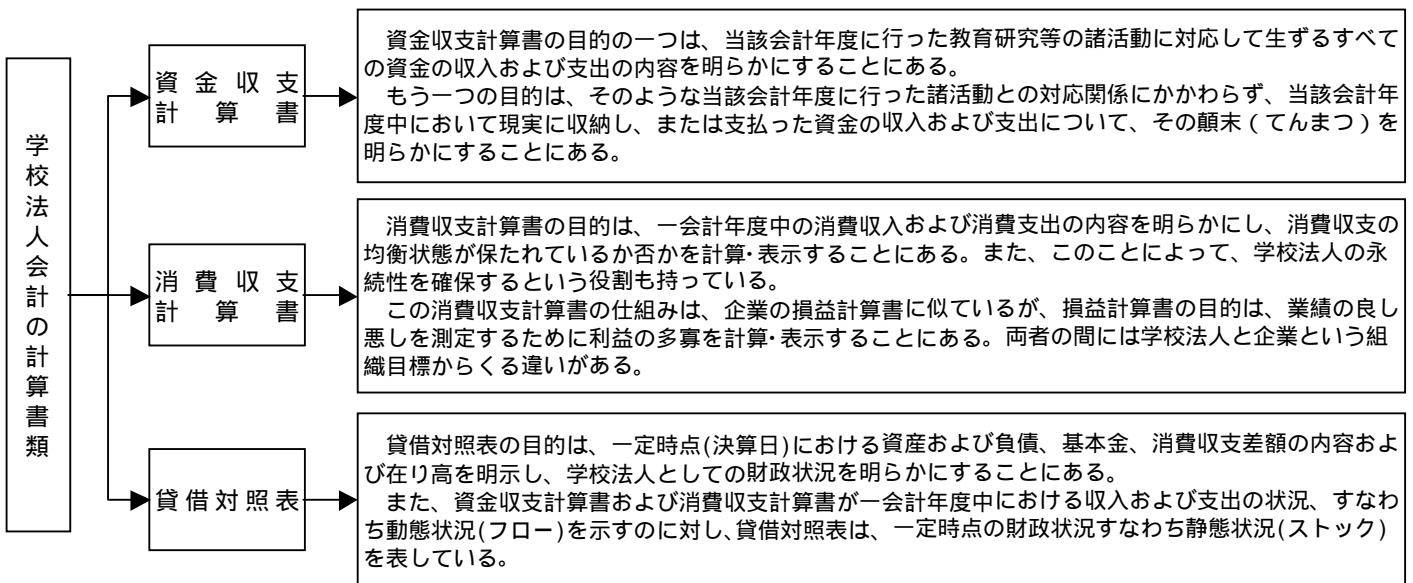 学校法人会計の計算書類
資金収支
計算書
資金収支計算書の目的の一つは、当該会計年度に行った教育研究等の諸活動に対応して生ずるすべて
の資金の収入および支出の内容を明らかにすることにある。
もう一つの目的は、そのような当該会計年度に行った諸活動との対応関係にかかわらず、当該会計年
度中において現実に収納し、または支払った資金の収入および支出について、その顛末（てんまつ）を
明らかにすることにある。
消費収支
計算書
消費収支計算書の目的は、一会計年度中の消費収入および消費支出の内容を明らかにし、消費収支の
均衡状態が保たれているか否かを計算・表示することにある。また、このことによって、学校法人の永
続性を確保するという役割も持っている。
この消費収支計算書の仕組みは、企業の損益計算書に似ているが、損益計算書の目的は、業績の良し
悪しを測定するために利益の多寡を計算・表示することにある。両者の間には学校法人と企業という組
織目標からくる違いがある。
貸借対照表
貸借対照表の目的は、一定時点(決算日)における資産および負債、基本金、消費収支差額の内容およ
び在り高を明示し、学校法人としての財政状況を明らかにすることにある。
また、資金収支計算書および消費収支計算書が一会計年度中における収入および支出の状況、すなわ
ち動態状況(フロー)を示すのに対し、貸借対照表は、一定時点の財政状況すなわち静態状況(ストック)
を表している。